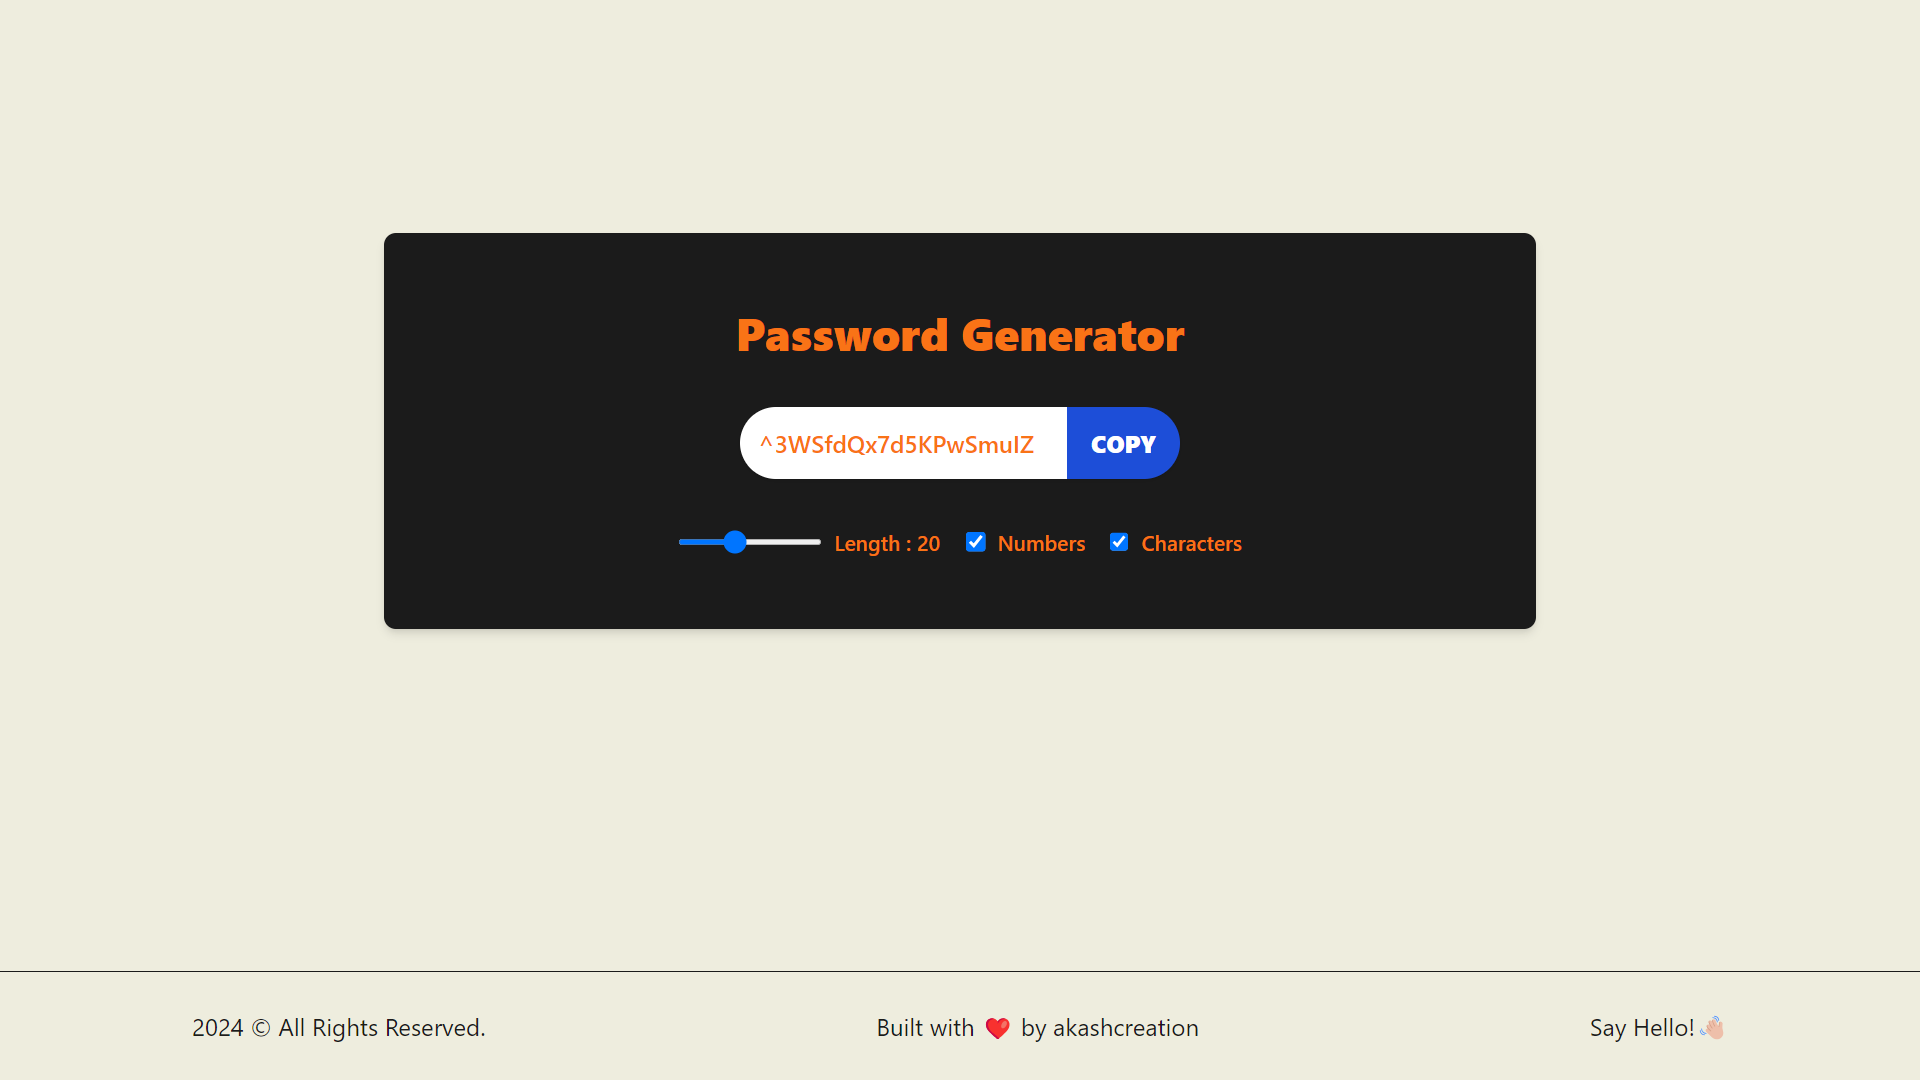 Password Generator
^3WSfdQx7d5KPwSmuIZ
COPY
Length : 20
Numbers
Characters
2024 © All Rights Reserved.
Built with ❤️ by akashcreation
Say Hello!👋